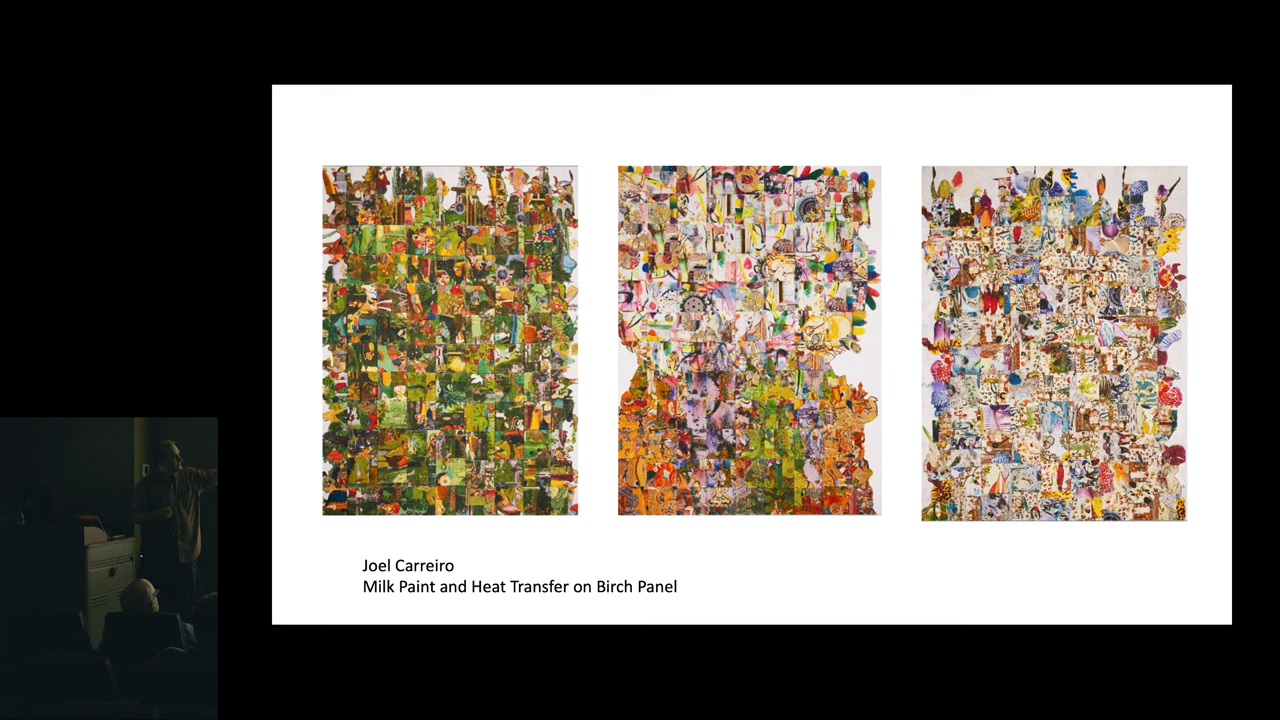 Joel Carreiro
Milk Paint and Heat Transfer on Birch Panel